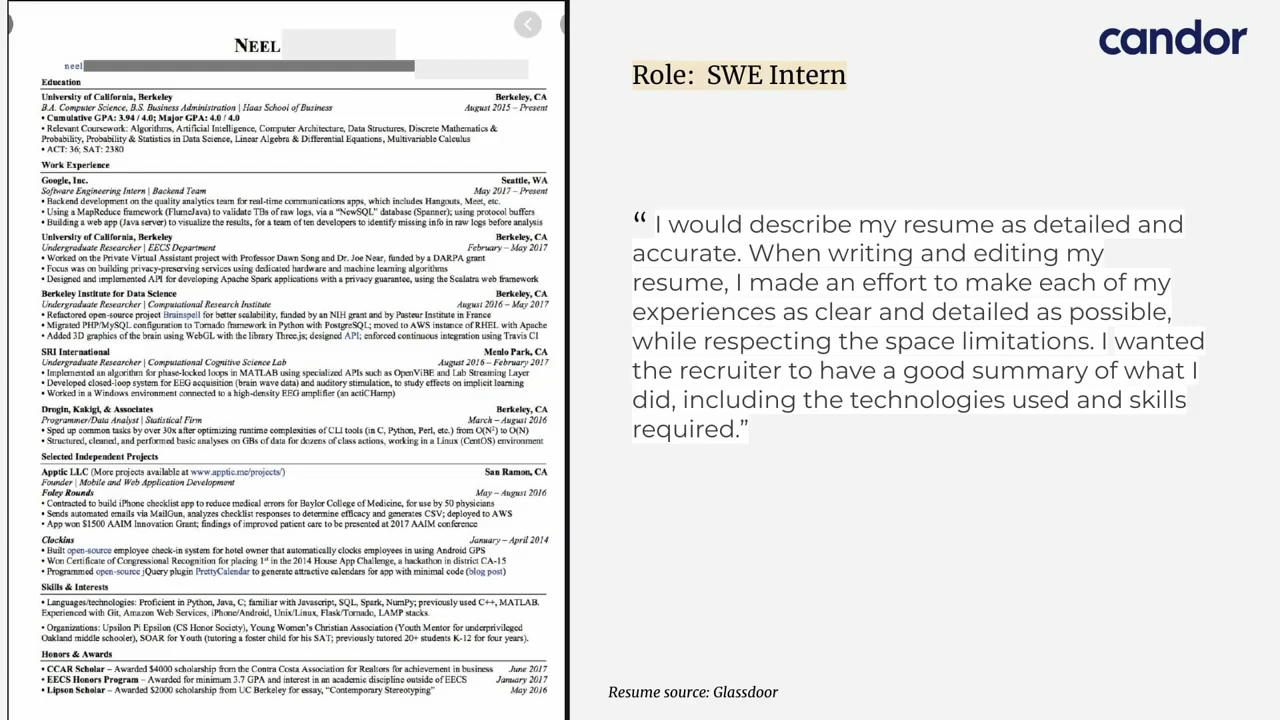 NEEL
neel
Education
University of California, Berkeley Berkeley, CA
B.A. Computer Science, B.S. Business Administration | Haas School of Business August 2015 – Present
• Cumulative GPA: 3.94 / 4.0; Major GPA: 4.0 / 4.0
• Relevant Coursework: Algorithms, Artificial Intelligence, Computer Architecture, Data Structures, Discrete Mathematics &
Probability, Probability & Statistics in Data Science, Linear Algebra & Differential Equations, Multivariable Calculus
• ACT: 36; SAT: 2380
Work Experience
Google, Inc. Seattle, WA
Software Engineering Intern | Backend Team May 2017 – Present
• Backend development on the quality analytics team for real-time communications apps, which includes Hangouts, Meet, etc.
• Using a MapReduce framework (FlumeJava) to validate TBs of raw logs, via a “NewSQL” database (Spanner); using protocol buffers
• Building a web app (Java server) to visualize the results, for a team of ten developers to identify missing info in raw logs before analysis
University of California, Berkeley Berkeley, CA
Undergraduate Researcher | EECS Department February – May 2017
• Worked on the Private Virtual Assistant project with Professor Dawn Song and Dr. Joe Near, funded by a DARPA grant
• Focus was on building privacy-preserving services using dedicated hardware and machine learning algorithms
• Designed and implemented API for developing Apache Spark applications with a privacy guarantee, using the Scalatra web framework
Berkeley Institute for Data Science Berkeley, CA
Undergraduate Researcher | Computational Research Institute August 2016 – May 2017
• Refactored open-source project Brainspell for better scalability, funded by an NIH grant and by Pasteur Institute in France
• Migrated PHP/MySQL configuration to Tornado framework in Python with PostgreSQL; moved to AWS instance of RHEL with Apache
• Added 3D graphics of the brain using WebGL with the library Three.js; designed API; enforced continuous integration using Travis CI
SRI International Menlo Park, CA
Undergraduate Researcher | Computational Cognitive Science Lab August 2016 – February 2017
• Implemented an algorithm for phase-locked loops in MATLAB using specialized APIs such as OpenViBE and Lab Streaming Layer
• Developed closed-loop system for EEG acquisition (brain wave data) and auditory stimulation, to study effects on implicit learning
• Worked in a Windows environment connected to a high-density EEG amplifier (an actiCHamp)
Drogin, Kakigi, & Associates Berkeley, CA
Programmer/Data Analyst | Statistical Firm March – August 2016
• Sped up common tasks by over 30x after optimizing runtime complexities of CLI tools (in C, Python, Perl, etc.) from O(N²) to O(N)
• Structured, cleaned, and performed basic analyses on GBs of data for dozens of class actions, working in a Linux (CentOS) environment
Selected Independent Projects
Apptic LLC (More projects available at www.apptic.me/projects/) San Ramon, CA
Founder | Mobile and Web Application Development
Foley Rounds May – August 2016
• Contracted to build iPhone checklist app to reduce medical errors for Baylor College of Medicine, for use by 50 physicians
• Sends automated emails via MailGun, analyzes checklist responses to determine efficacy and generates CSV; deployed to AWS
• App won $1500 AAIM Innovation Grant; findings of improved patient care to be presented at 2017 AAIM conference
Clockins January – April 2014
• Built open-source employee check-in system for hotel owner that automatically clocks employees in using Android GPS
• Won Certificate of Congressional Recognition for placing 1st in the 2014 House App Challenge, a hackathon in district CA-15
• Programmed open-source jQuery plugin PrettyCalendar to generate attractive calendars for app with minimal code (blog post)
Skills & Interests
• Languages/technologies: Proficient in Python, Java, C; familiar with Javascript, SQL, Spark, NumPy; previously used C++, MATLAB.
Experienced with Git, Amazon Web Services, iPhone/Android, Unix/Linux, Flask/Tornado, LAMP stacks.
• Organizations: Upsilon Pi Epsilon (CS Honor Society), Young Women's Christian Association (Youth Mentor for underprivileged
Oakland middle schooler), SOAR for Youth (tutoring a foster child for his SAT; previously tutored 20+ students K-12 for four years).
Honors & Awards
• CCAR Scholar – Awarded $4000 scholarship from the Contra Costa Association for Realtors for achievement in business June 2017
• EECS Honors Program – Awarded for minimum 3.7 GPA and interest in an academic discipline outside of EECS January 2017
• Lipson Scholar – Awarded $2000 scholarship from UC Berkeley for essay, “Contemporary Stereotyping” May 2016
candor
Role: SWE Intern
“ I would describe my resume as detailed and
accurate. When writing and editing my
resume, I made an effort to make each of my
experiences as clear and detailed as possible,
while respecting the space limitations. I wanted
the recruiter to have a good summary of what I
did, including the technologies used and skills
required.”
Resume source: Glassdoor